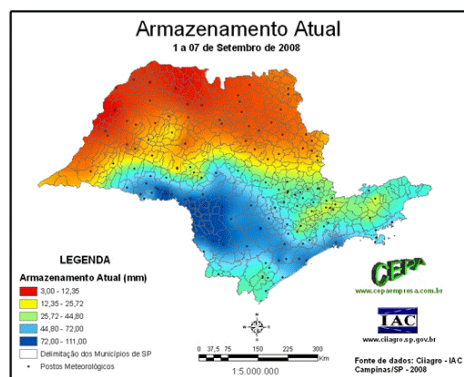 Armazenamento Atual
1 a 07 de Setembro de 2008
LEGENDA
Armazenamento Atual (mm)
3,00 - 12,35
12,35 - 25,72
25,72 - 44,80
44,80 - 72,00
72,00 - 111,00
Delimitação dos Municípios de SP
Postos Meteorológicos
CEPA
www.cepaempresa.com.br
IAC
www.ciiagro.sp.gov.br
0 37,5 75 150 225 300
Km
1:5.000.000
Fonte de dados: Ciiagro - IAC
Campinas/SP - 2008